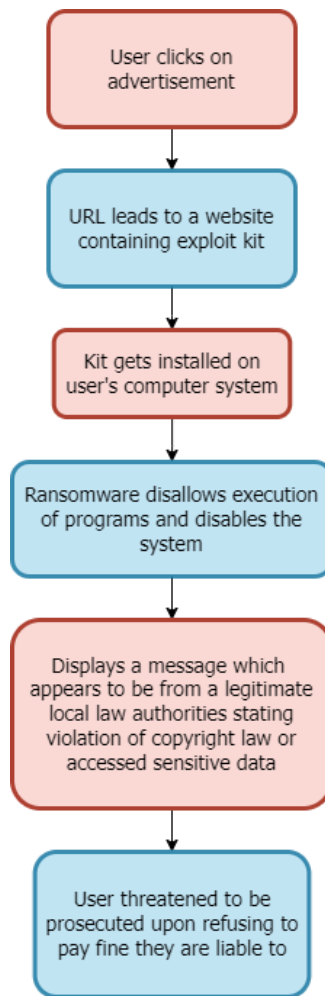 User clicks on
advertisement
URL leads to a website
containing exploit kit
Kit gets installed on
user's computer system
Ransomware disallows execution
of programs and disables the
system
Displays a message which
appears to be from a legitimate
local law authorities stating
violation of copyright law or
accessed sensitive data
User threatened to be
prosecuted upon refusing to
pay fine they are liable to